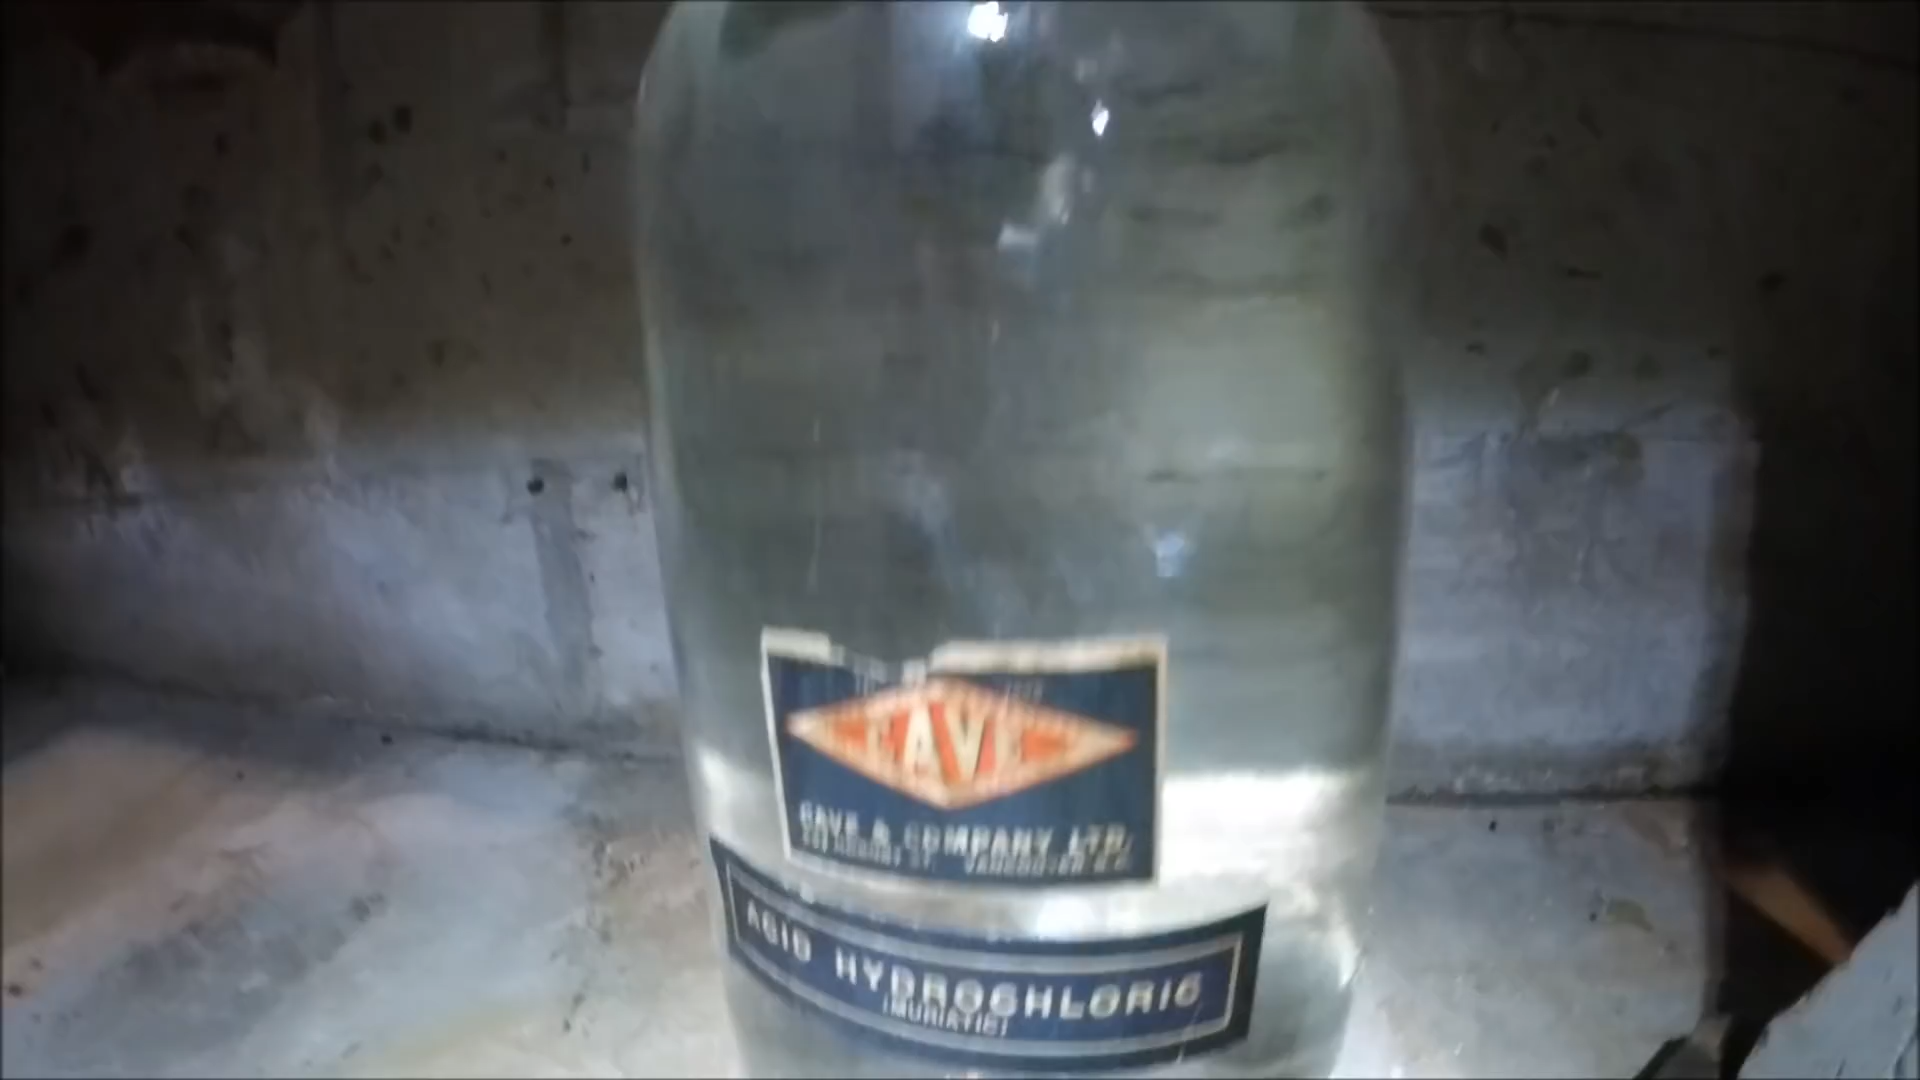 CAVE
CAVE & COMPANY LTD.
VANCOUVER B.C.
ACID HYDROCHLORIC
(MURIATIC)